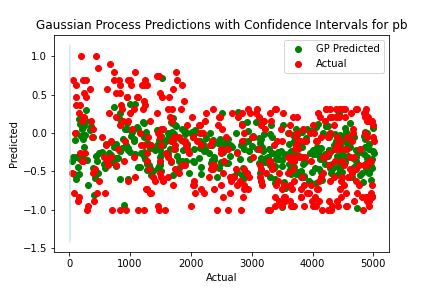 Gaussian Process Predictions with Confidence Intervals for pb
GP Predicted
Actual
1.0
0.5
0.0
−0.5
−1.0
−1.5
Predicted
0 1000 2000 3000 4000 5000
Actual